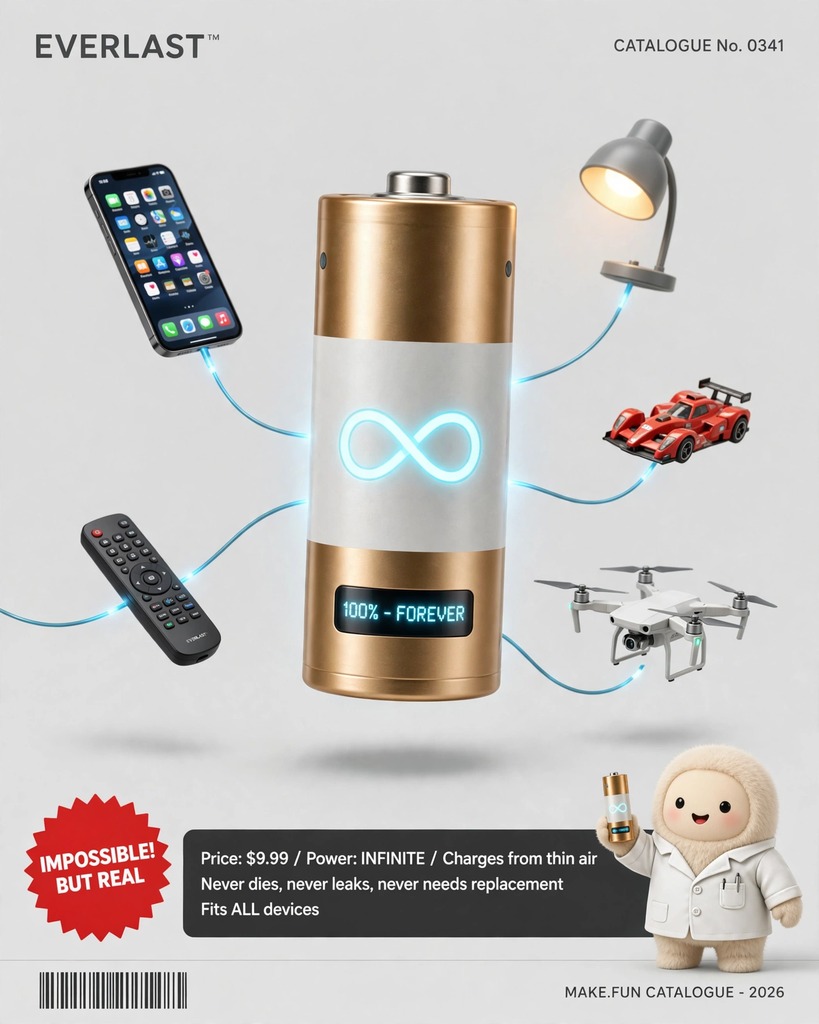 EVERLAST™
CATALOGUE No. 0341
100% - FOREVER
EVERLAST
IMPOSSIBLE!
BUT REAL
Price: $9.99 / Power: INFINITE / Charges from thin air
Never dies, never leaks, never needs replacement
Fits ALL devices
MAKE.FUN CATALOGUE - 2026